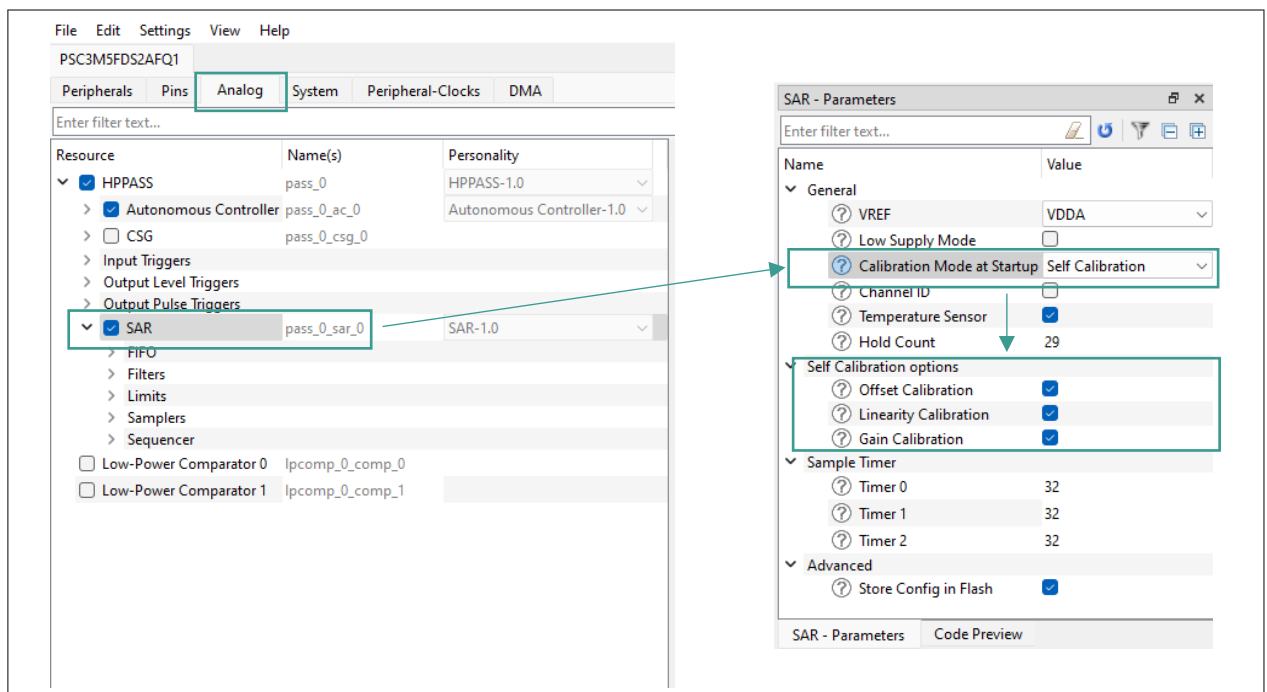 File Edit Settings View Help
PSC3M5FDS2AFQ1
Peripherals Pins Analog System Peripheral-Clocks DMA
Enter filter text...
Resource Name(s) Personality
HPPASS pass_0 HPPASS-1.0
Autonomous Controller pass_0_ac_0 Autonomous Controller-1.0
CSG pass_0_csg_0
Input Triggers
Output Level Triggers
Output Pulse Triggers
SAR pass_0_sar_0 SAR-1.0
FIFO
Filters
Limits
Samplers
Sequencer
Low-Power Comparator 0 lpcomp_0_comp_0
Low-Power Comparator 1 lpcomp_0_comp_1
SAR - Parameters
Enter filter text...
Name Value
General
VREF VDDA
Low Supply Mode
Calibration Mode at Startup Self Calibration
Channel ID
Temperature Sensor
Hold Count 29
Self Calibration options
Offset Calibration
Linearity Calibration
Gain Calibration
Sample Timer
Timer 0 32
Timer 1 32
Timer 2 32
Advanced
Store Config in Flash
SAR - Parameters Code Preview